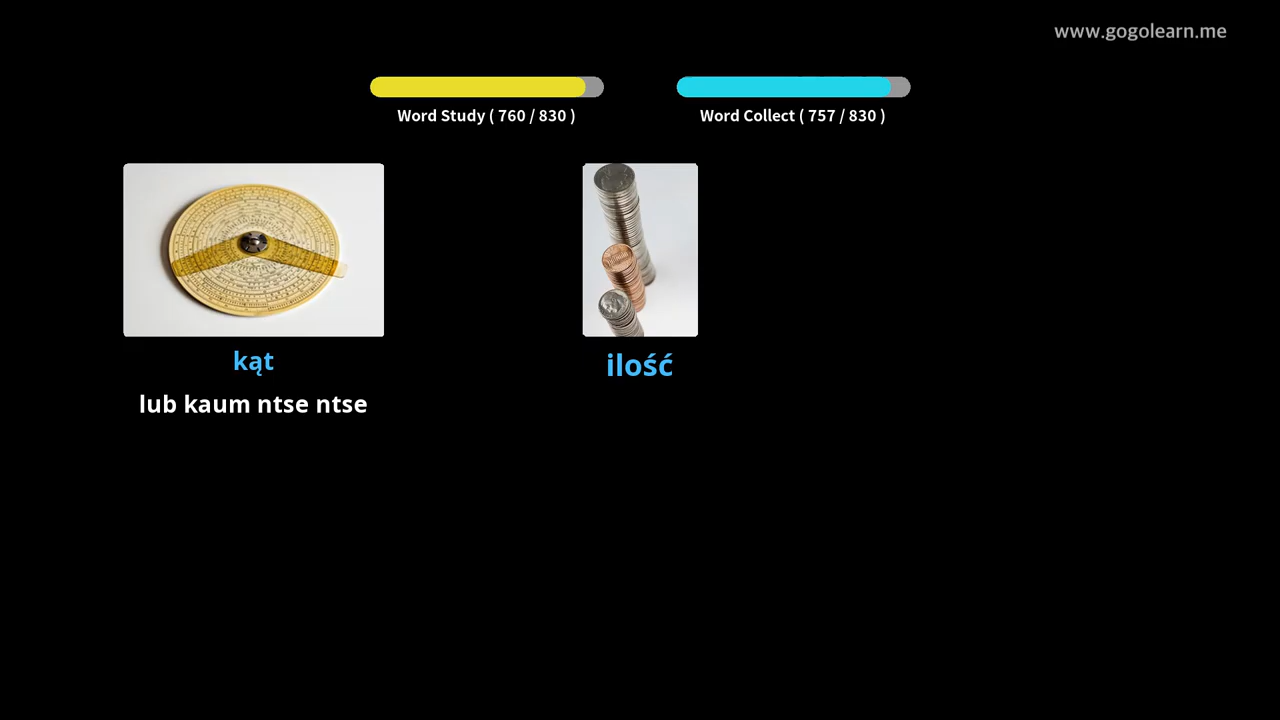 www.gogolearn.me
Word Study ( 760 / 830 )
Word Collect ( 757 / 830 )
kąt
lub kaum ntse ntse
ilość